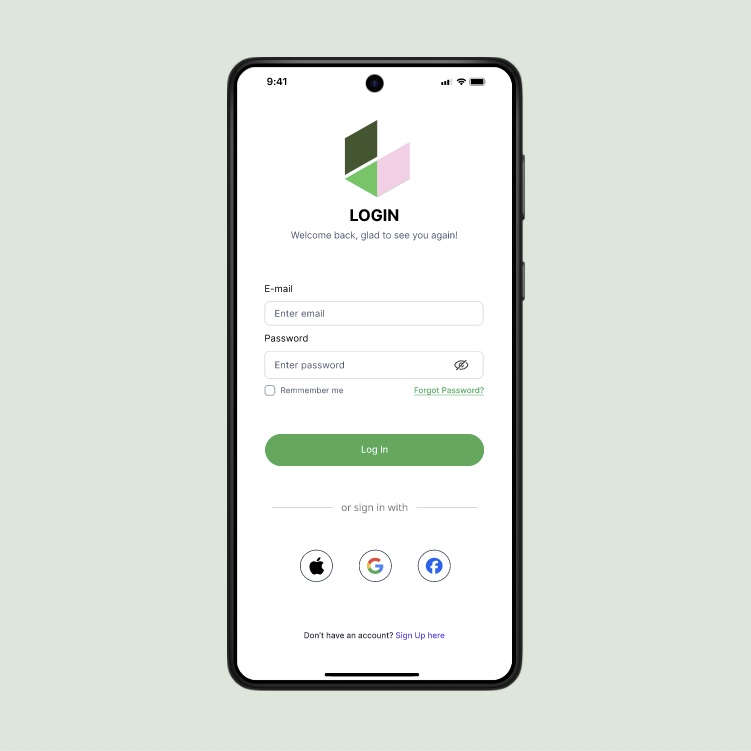 9:41
LOGIN
Welcome back, glad to see you again!
E-mail
Enter email
Password
Enter password
Remmember me Forgot Password?
Log In
or sign in with
Don't have an account? Sign Up here